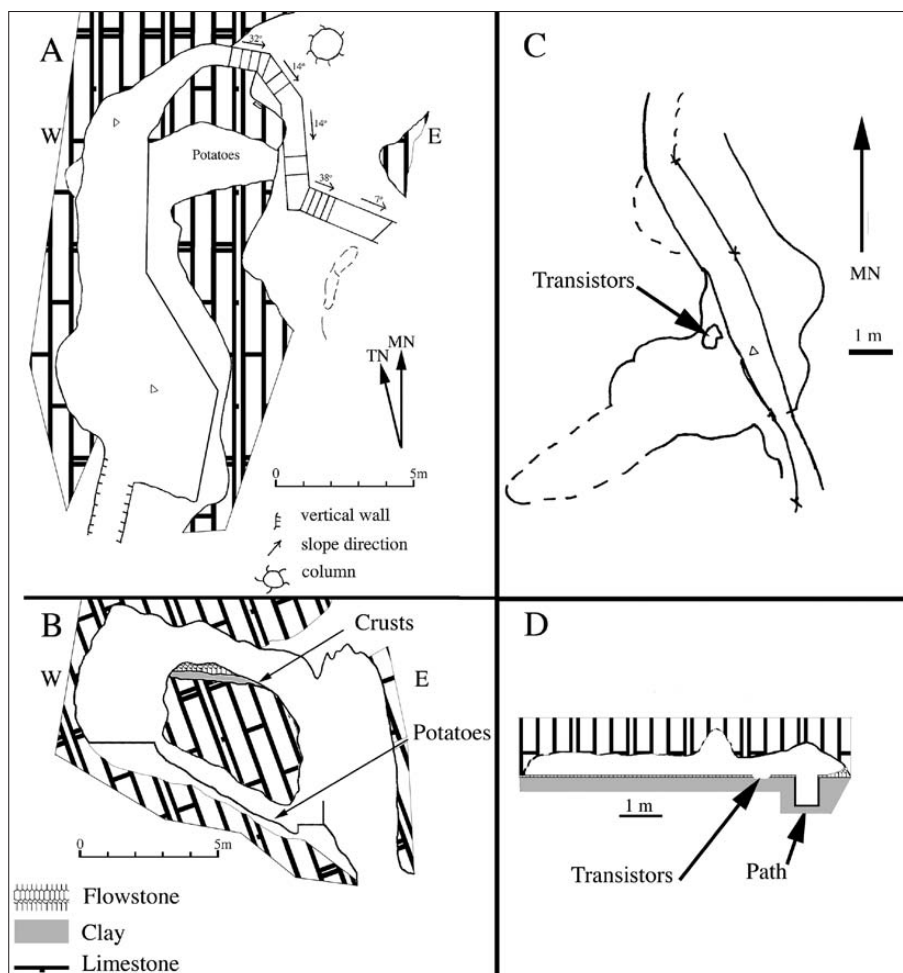 A
W
E
32°
14°
14°
38°
7°
Potatoes
TN
MN
0
5m
vertical wall
slope direction
column
B
W
E
Crusts
Potatoes
0
5m
Flowstone
Clay
Limestone
C
Transistors
MN
1 m
D
1 m
Transistors
Path